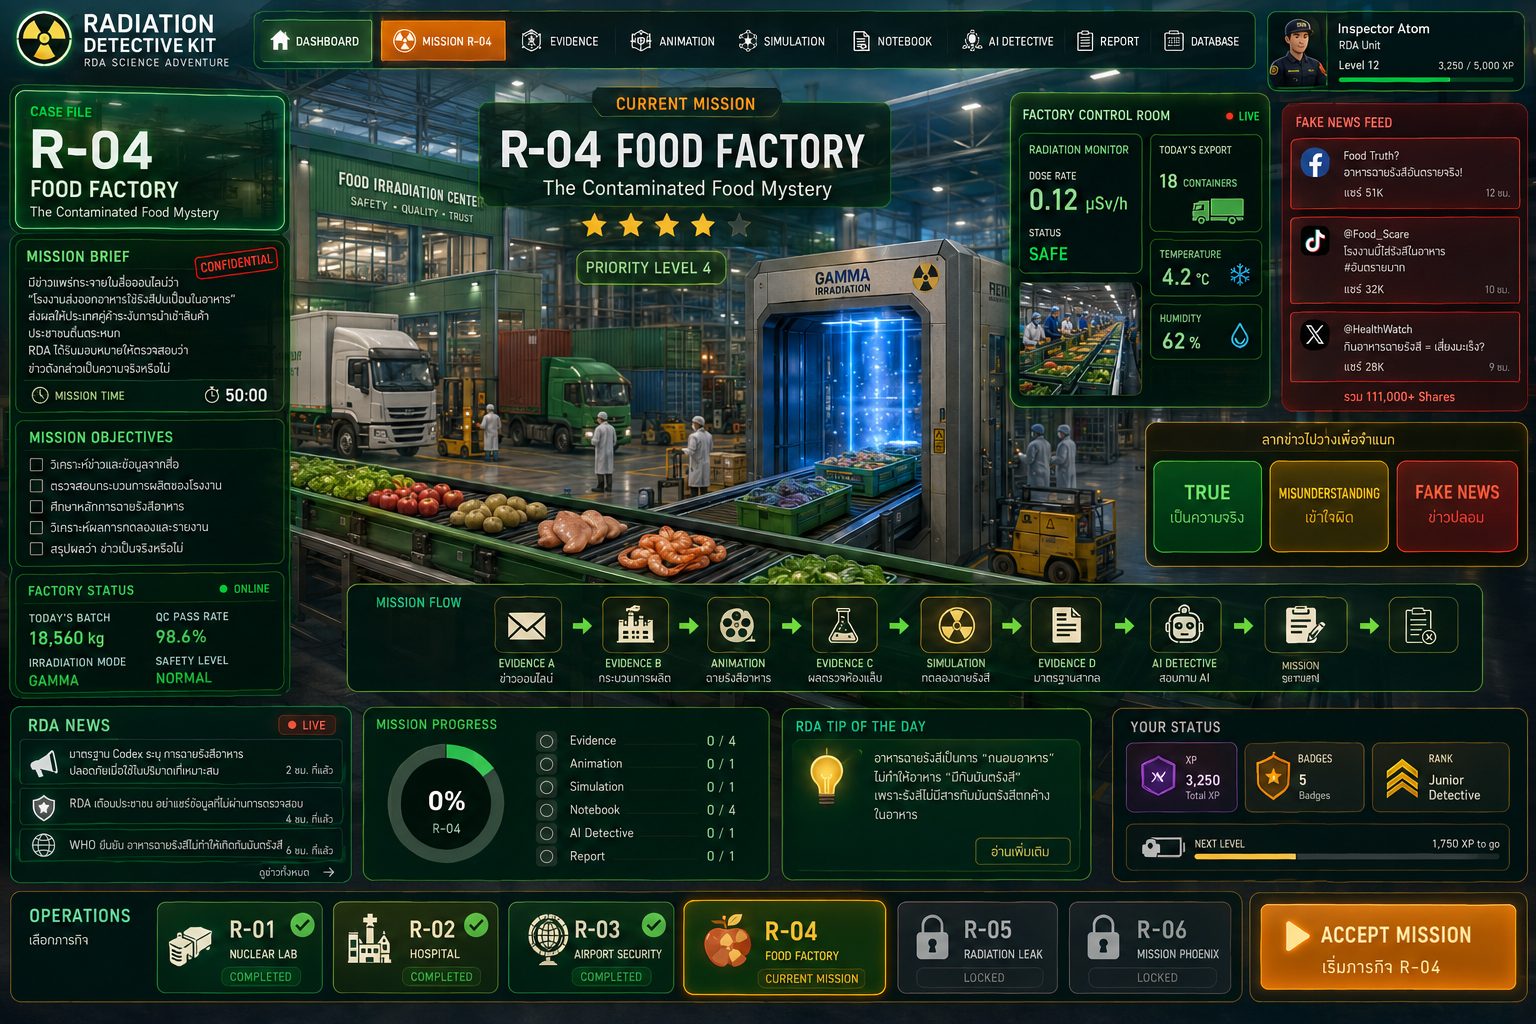 RADIATION
DETECTIVE KIT
RDA SCIENCE ADVENTURE
DASHBOARD
MISSION R-04
EVIDENCE
ANIMATION
SIMULATION
NOTEBOOK
AI DETECTIVE
REPORT
DATABASE
Inspector Atom
RDA Unit
Level 12
3,250 / 5,000 XP
CASE FILE
R-04
FOOD FACTORY
The Contaminated Food Mystery
MISSION BRIEF
CONFIDENTIAL
มีข่าวแพร่กระจายในสื่อออนไลน์ว่า
"โรงงานส่งออกอาหารใช้รังสีปนเปื้อนในอาหาร"
ส่งผลให้ประเทศคู่ค้าระงับการนำเข้าสินค้า
ประชาชนตื่นตระหนก
RDA ได้รับมอบหมายให้ตรวจสอบว่า
ข่าวดังกล่าวเป็นความจริงหรือไม่
MISSION TIME
50:00
MISSION OBJECTIVES
วิเคราะห์ข่าวและข้อมูลจากสื่อ
ตรวจสอบกระบวนการผลิตของโรงงาน
ศึกษาหลักการฉายรังสีอาหาร
วิเคราะห์ผลการทดลองและรายงาน
สรุปผลว่า ข่าวเป็นจริงหรือไม่
FACTORY STATUS
ONLINE
TODAY'S BATCH
18,560 kg
QC PASS RATE
98.6%
IRRADIATION MODE
GAMMA
SAFETY LEVEL
NORMAL
CURRENT MISSION
R-04 FOOD FACTORY
The Contaminated Food Mystery
PRIORITY LEVEL 4
FOOD IRRADIATION CENTE
SAFETY • QUALITY • TRUST
GAMMA
IRRADIATION
FACTORY CONTROL ROOM
LIVE
RADIATION MONITOR
DOSE RATE
0.12 µSv/h
STATUS
SAFE
TODAY'S EXPORT
18 CONTAINERS
TEMPERATURE
4.2 °C
HUMIDITY
62 %
FAKE NEWS FEED
Food Truth?
อาหารฉายรังสีอันตรายจริง!
แชร์ 51K
12 ชม.
@Food_Scare
โรงงานนี้ใส่รังสีในอาหาร
#อันตรายมาก
แชร์ 32K
10 ชม.
@HealthWatch
กินอาหารฉายรังสี = เสี่ยงมะเร็ง?
แชร์ 28K
9 ชม.
รวม 111,000+ Shares
ลากข่าวไปวางเพื่อจำแนก
TRUE
เป็นความจริง
MISUNDERSTANDING
เข้าใจผิด
FAKE NEWS
ข่าวปลอม
MISSION FLOW
EVIDENCE A
ข่าวออนไลน์
EVIDENCE B
กระบวนการผลิต
ANIMATION
ฉายรังสีอาหาร
EVIDENCE C
ผลตรวจห้องแล็บ
SIMULATION
ทดลองฉายรังสี
EVIDENCE D
มาตรฐานสากล
AI DETECTIVE
สอบถาม AI
MISSION
RDA NEWS
LIVE
มาตรฐาน Codex ระบุ การฉายรังสีอาหาร
ปลอดภัยเมื่อใช้ในปริมาณที่เหมาะสม
2 ชม. ที่แล้ว
RDA เตือนประชาชน อย่าแชร์ข้อมูลที่ไม่ผ่านการตรวจสอบ
4 ชม. ที่แล้ว
WHO ยืนยัน อาหารฉายรังสีไม่ทำให้เกิดกัมมันตรังสี
6 ชม. ที่แล้ว
ดูข่าวทั้งหมด
MISSION PROGRESS
0%
R-04
Evidence 0 / 4
Animation 0 / 1
Simulation 0 / 1
Notebook 0 / 4
AI Detective 0 / 1
Report 0 / 1
RDA TIP OF THE DAY
อาหารฉายรังสีเป็นการ "ถนอมอาหาร"
ไม่ทำให้อาหาร "มีกัมมันตรังสี"
เพราะรังสีไม่มีสารกัมมันตรังสีตกค้าง
ในอาหาร
อ่านเพิ่มเติม
YOUR STATUS
XP
3,250
Total XP
BADGES
5
Badges
RANK
Junior
Detective
NEXT LEVEL
1,750 XP to go
OPERATIONS
เลือกภารกิจ
R-01
NUCLEAR LAB
COMPLETED
R-02
HOSPITAL
COMPLETED
R-03
AIRPORT SECURITY
COMPLETED
R-04
FOOD FACTORY
CURRENT MISSION
R-05
RADIATION LEAK
LOCKED
R-06
MISSION PHOENIX
LOCKED
ACCEPT MISSION
เริ่มภารกิจ R-04